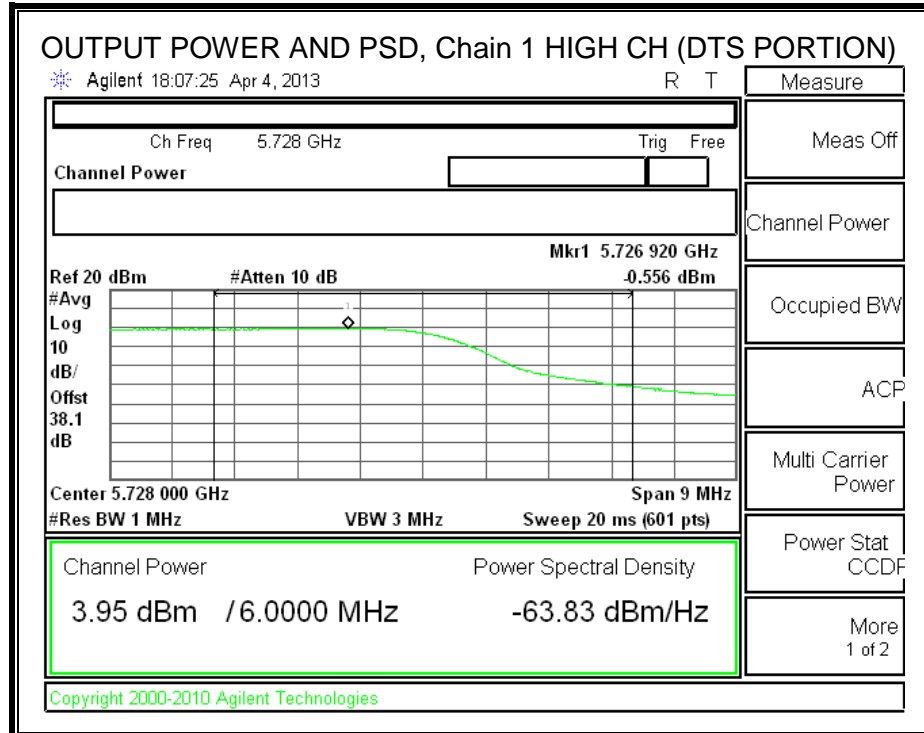 OUTPUT POWER AND PSD, Chain 1 HIGH CH (DTS PORTION)
Agilent 18:07:25 Apr 4, 2013 R T
Measure
Ch Freq 5.728 GHz Trig Free
Meas Off
Channel Power
Channel Power
Mkr1 5.726 920 GHz
Ref 20 dBm #Atten 10 dB -0.556 dBm
#Avg
Log
10
dB/
Offst
38.1
dB
1
Occupied BW
ACP
Multi Carrier
Power
Center 5.728 000 GHz Span 9 MHz
#Res BW 1 MHz VBW 3 MHz Sweep 20 ms (601 pts)
Power Stat
CCDF
Channel Power Power Spectral Density
3.95 dBm /6.0000 MHz -63.83 dBm/Hz
More
1 of 2
Copyright 2000-2010 Agilent Technologies